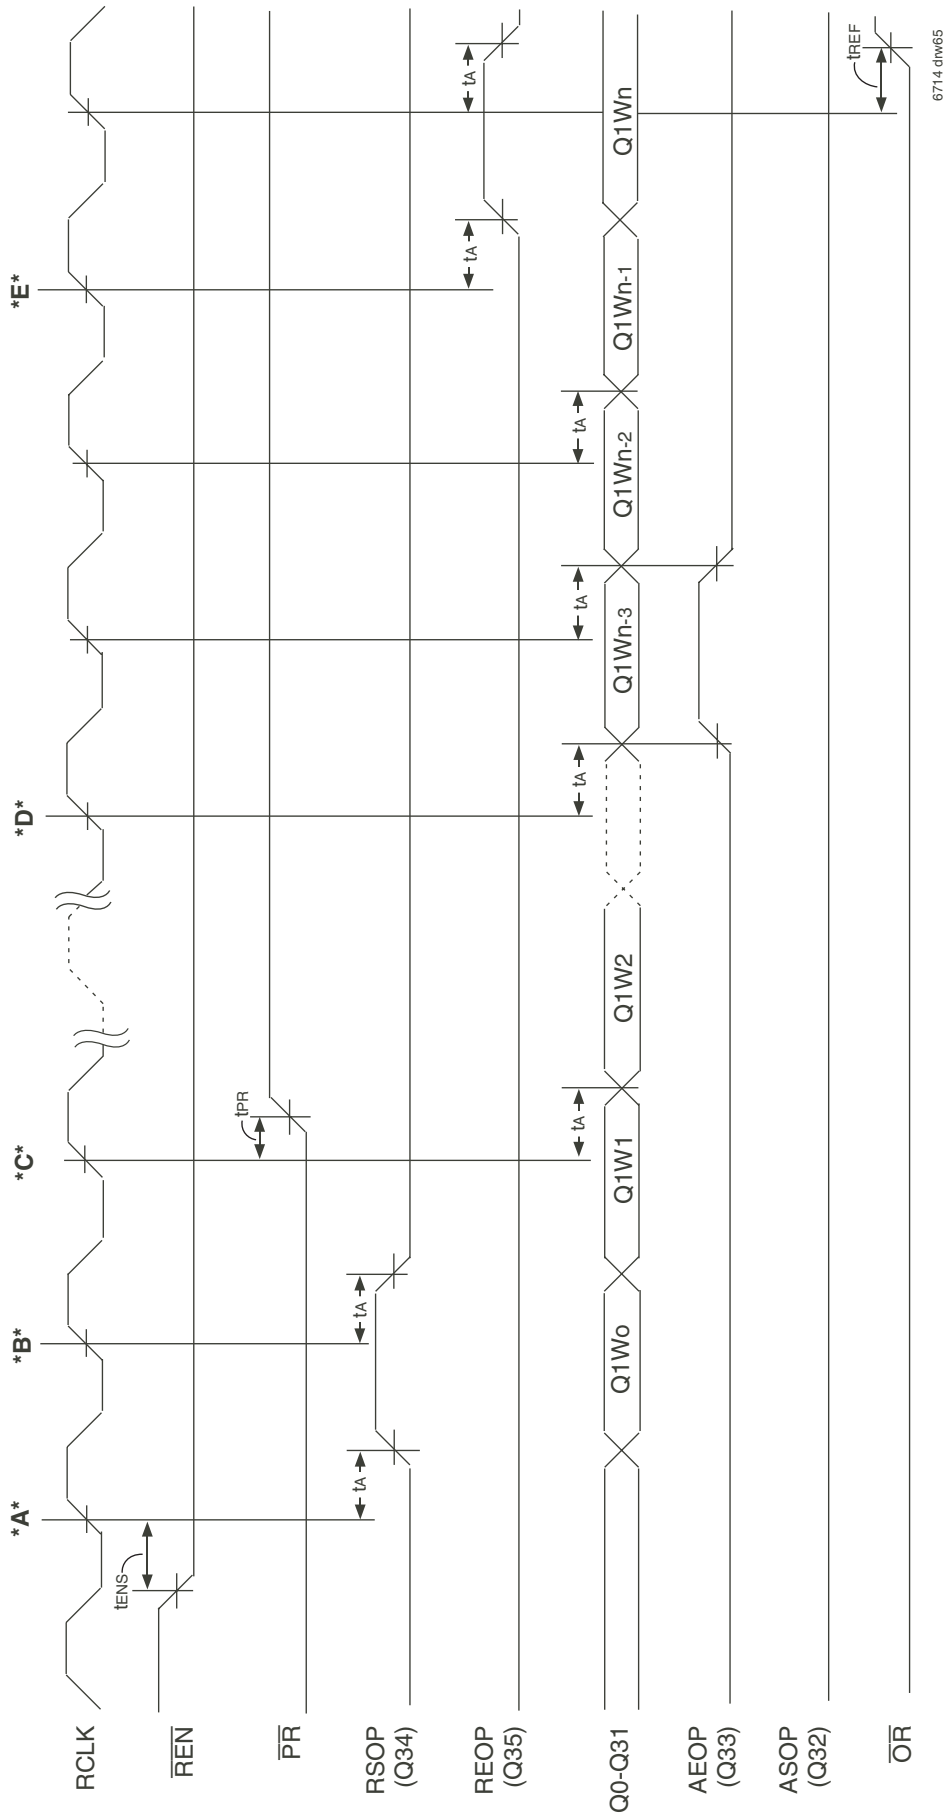 *A*
*B*
*C*
*D*
*E*
RCLK
REN
tENS
PR
tPR
RSOP
(Q34)
tA
tA
REOP
(Q35)
tA
tA
Q0-Q31
Q1Wo
Q1W1
Q1W2
Q1Wn-3
Q1Wn-2
Q1Wn-1
Q1Wn
tA
tA
tA
tA
AEOP
(Q33)
ASOP
(Q32)
OR
tREF
6714 drw65